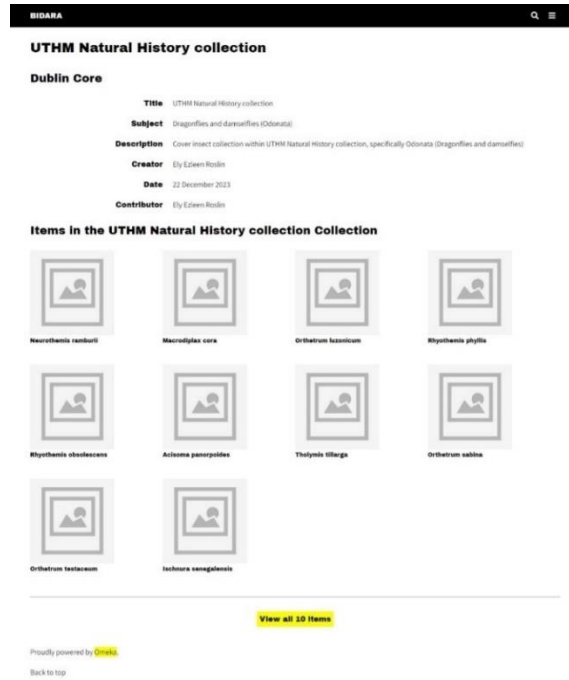 BIDARA
UTHM Natural History collection
Dublin Core
Title UTHM Natural History collection
Subject Dragonflies and damselflies (Odonata)
Description Cover insect collection within UTHM Natural History collection, specifically Odonata (Dragonflies and damselfies)
Creator Ely Ezleen Roslin
Date 22 December 2023
Contributor Ely Ezleen Roslin
Items in the UTHM Natural History collection Collection
Neurothemis ramburii Macrodiplax cora Orthetrum luzonicum Rhyothemis phyllis
Rhyothemis obsolescens Acisoma panorpoides Tholymis tillarga Orthetrum sabina
Orthetrum testaceum Ischnura senegalensis
View all 10 Items
Proudly powered by Omeka.
Back to top